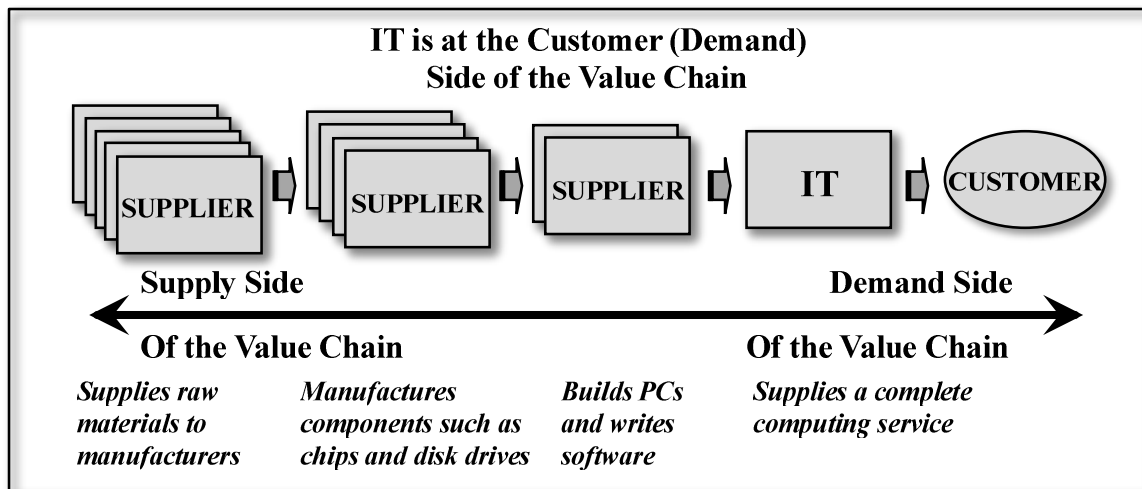 IT is at the Customer (Demand)
Side of the Value Chain
SUPPLIER
SUPPLIER
SUPPLIER
IT
CUSTOMER
Supply Side
Demand Side
Of the Value Chain
Of the Value Chain
Supplies raw
materials to
manufacturers
Manufactures
components such as
chips and disk drives
Builds PCs
and writes
software
Supplies a complete
computing service